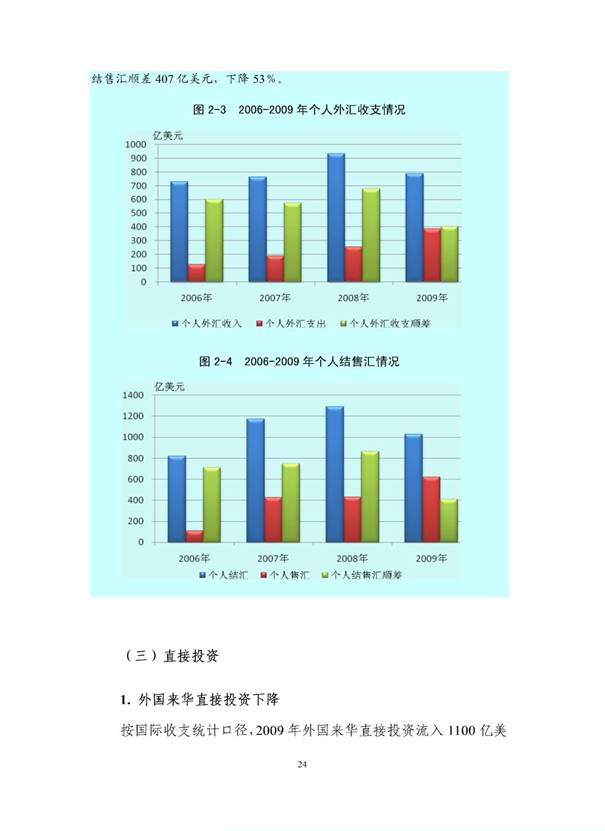 结售汇顺差 407 亿美元，下降 53％。
图 2-3 2006-2009 年个人外汇收支情况
亿美元
1000
900
800
700
600
500
400
300
200
100
0
2006年 2007年 2008年 2009年
个人外汇收入 个人外汇支出 个人外汇收支顺差
图 2-4 2006-2009 年个人结售汇情况
亿美元
1400
1200
1000
800
600
400
200
0
2006年 2007年 2008年 2009年
个人结汇 个人售汇 个人结售汇顺差
（三）直接投资
1. 外国来华直接投资下降
按国际收支统计口径，2009 年外国来华直接投资流入 1100 亿美
24